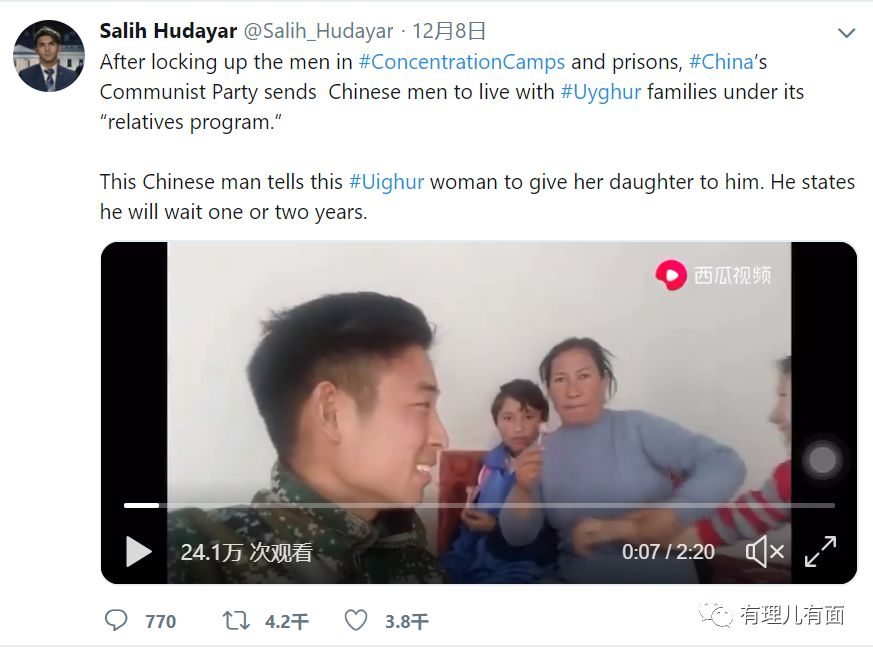 Salih Hudayar @Salih_Hudayar · 12月8日
After locking up the men in #ConcentrationCamps and prisons, #China’s
Communist Party sends  Chinese men to live with #Uyghur families under its
“relatives program.”
This Chinese man tells this #Uighur woman to give her daughter to him. He states
he will wait one or two years.
西瓜视频
24.1万 次观看 0:07 / 2:20
770 4.2千 3.8千
有理儿有面